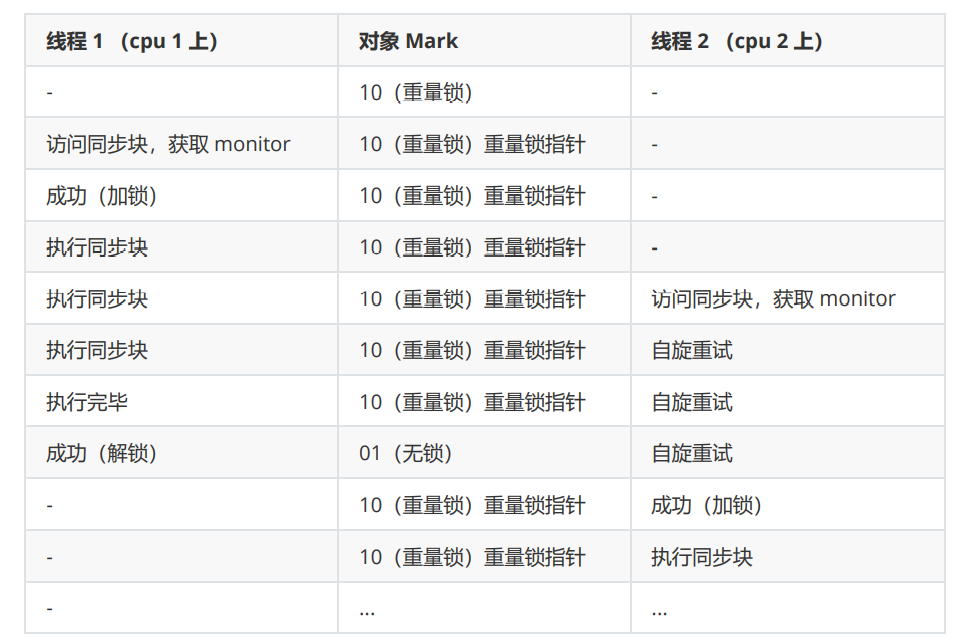 线程 1 （cpu 1 上） 对象 Mark 线程 2 （cpu 2 上）
- 10（重量锁） -
访问同步块，获取 monitor 10（重量锁）重量锁指针 -
成功（加锁） 10（重量锁）重量锁指针 -
执行同步块 10（重量锁）重量锁指针 -
执行同步块 10（重量锁）重量锁指针 访问同步块，获取 monitor
执行同步块 10（重量锁）重量锁指针 自旋重试
执行完毕 10（重量锁）重量锁指针 自旋重试
成功（解锁） 01（无锁） 自旋重试
- 10（重量锁）重量锁指针 成功（加锁）
- 10（重量锁）重量锁指针 执行同步块
- ... ...